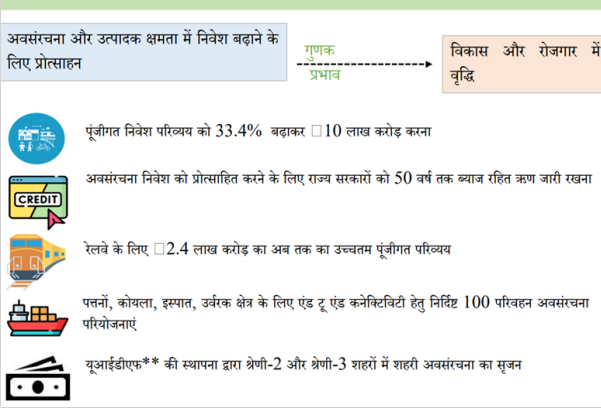 अवसंरचना और उत्पादक क्षमता में निवेश बढ़ाने के
लिए प्रोत्साहन
गुणक
प्रभाव
विकास और रोजगार में
वृद्धि
पूंजीगत निवेश परिव्यय को 33.4% बढ़ाकर □10 लाख करोड़ करना
अवसंरचना निवेश को प्रोत्साहित करने के लिए राज्य सरकारों को 50 वर्ष तक ब्याज रहित ऋण जारी रखना
CREDIT
रेलवे के लिए □2.4 लाख करोड़ का अब तक का उच्चतम पूंजीगत परिव्यय
पत्तनों, कोयला, इस्पात, उर्वरक क्षेत्र के लिए एंड टू एंड कनेक्टिविटी हेतु निर्दिष्ट 100 परिवहन अवसंरचना
परियोजनाएं
यूआईडीएफ** की स्थापना द्वारा श्रेणी-2 और श्रेणी-3 शहरों में शहरी अवसंरचना का सृजन